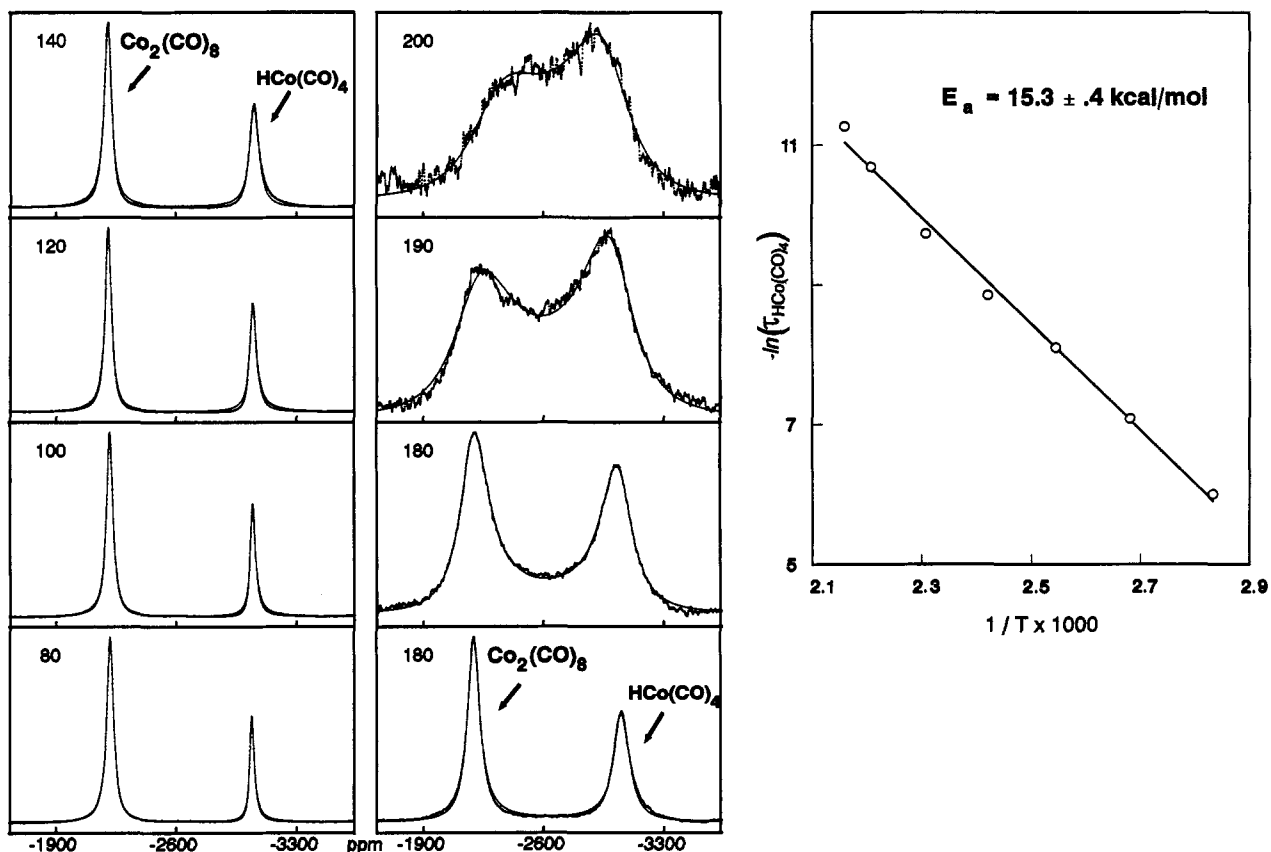 140
Co2(CO)8
HCo(CO)4
120
100
80
-1900 -2600 -3300 ppm
200
190
180
180
Co2(CO)8
HCo(CO)4
-1900 -2600 -3300
Ea = 15.3 ± .4 kcal/mol
-ln(τHCo(CO)4)
11
7
5
2.1 2.3 2.5 2.7 2.9
1 / T x 1000